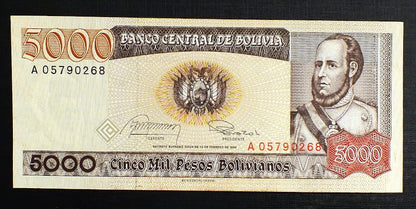 5000 BANCO CENTRAL DE BOLIVIA
A 05790268
GERENTE PRESIDENTE
A 05790268
5000 Cinco Mil Pesos Bolivianos 5000